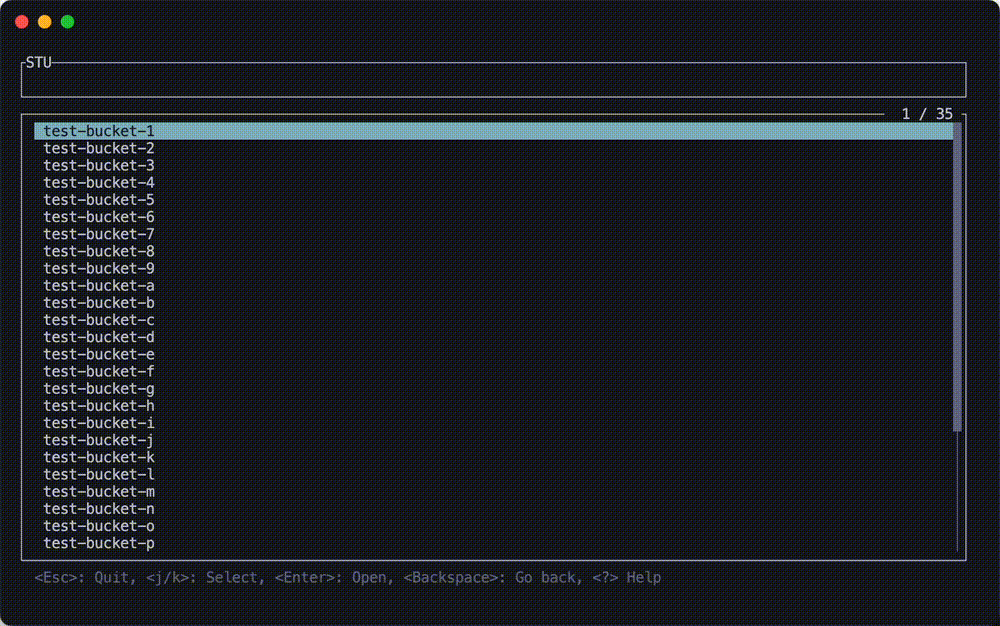 STU
1 / 35
test-bucket-1
test-bucket-2
test-bucket-3
test-bucket-4
test-bucket-5
test-bucket-6
test-bucket-7
test-bucket-8
test-bucket-9
test-bucket-a
test-bucket-b
test-bucket-c
test-bucket-d
test-bucket-e
test-bucket-f
test-bucket-g
test-bucket-h
test-bucket-i
test-bucket-j
test-bucket-k
test-bucket-l
test-bucket-m
test-bucket-n
test-bucket-o
test-bucket-p
<Esc>: Quit, <j/k>: Select, <Enter>: Open, <Backspace>: Go back, <?> Help